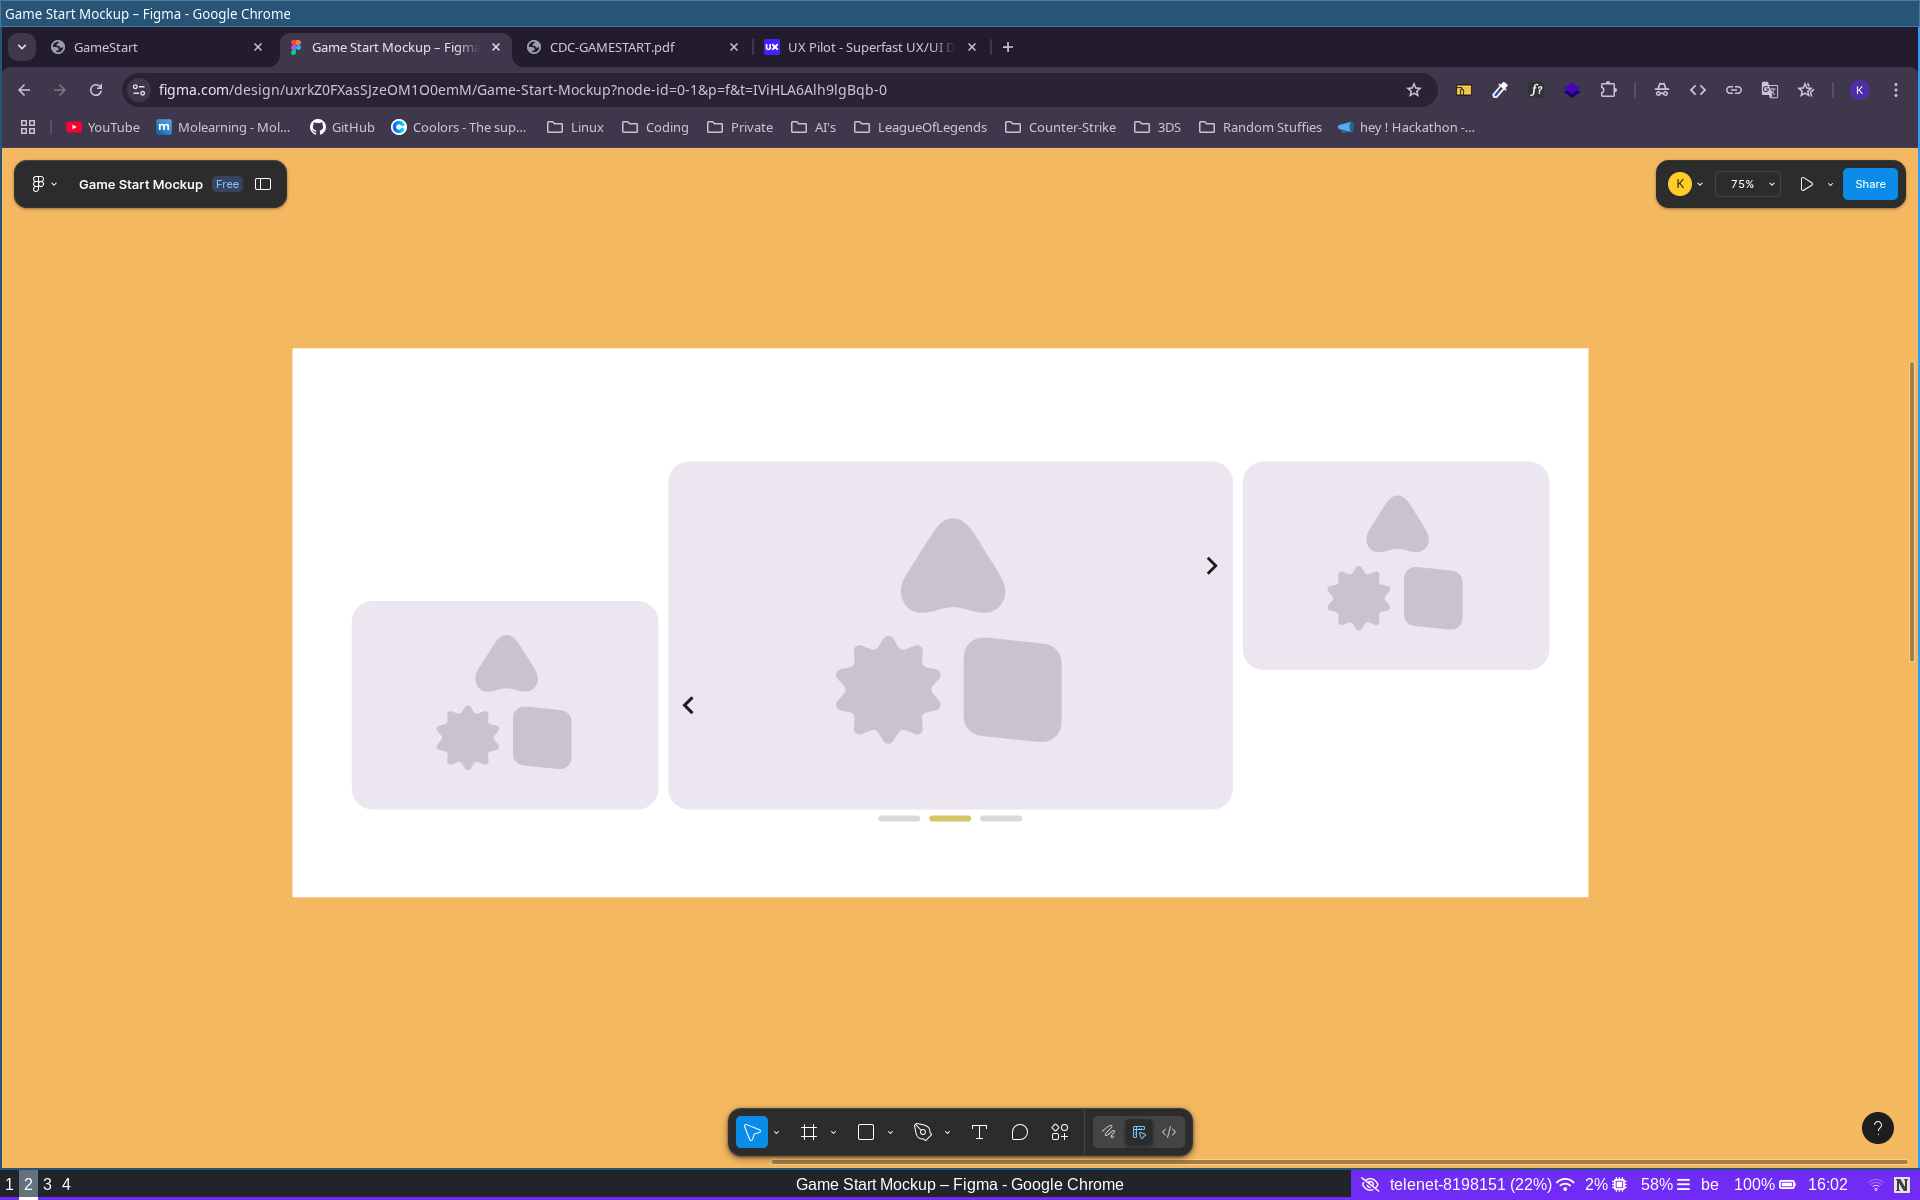 Game Start Mockup – Figma - Google Chrome
GameStart
Game Start Mockup – Figma
CDC-GAMESTART.pdf
UX Pilot - Superfast UX/UI D
figma.com/design/uxrkZ0FXasSJzeOM1O0emM/Game-Start-Mockup?node-id=0-1&p=f&t=IViHLA6Alh9lgBqb-0
f?
K
YouTube
m
Molearning - Mol...
GitHub
Coolors - The sup...
Linux
Coding
Private
AI's
LeagueOfLegends
Counter-Strike
3DS
Random Stuffies
hey ! Hackathon -...
Game Start Mockup
Free
K
75%
Share
?
1
2
3
4
Game Start Mockup – Figma - Google Chrome
telenet-8198151 (22%)
2%
58%
be
100%
16:02
N